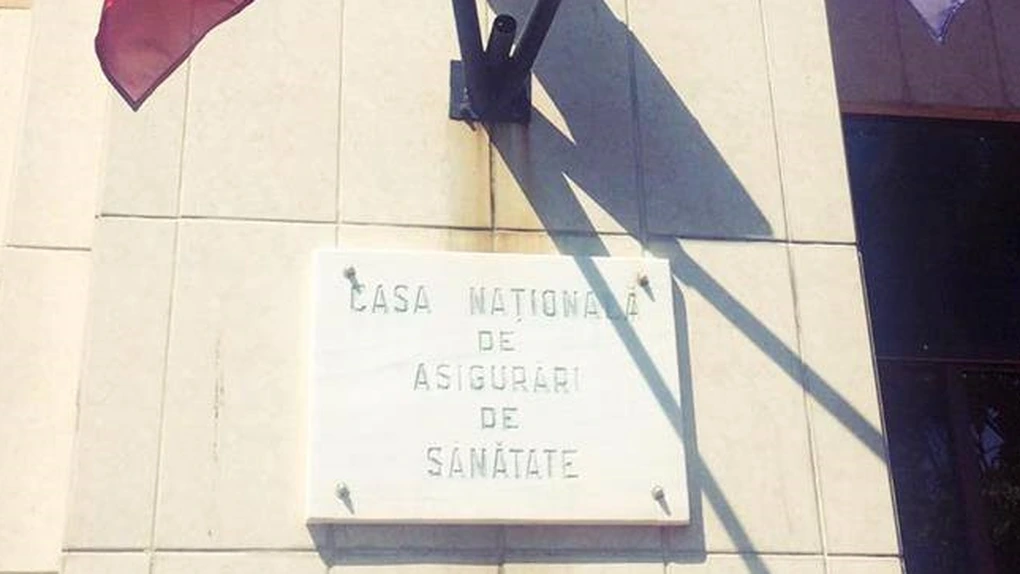 CASA NAȚIONALĂ
DE
ASIGURĂRI
DE
SĂNĂTATE